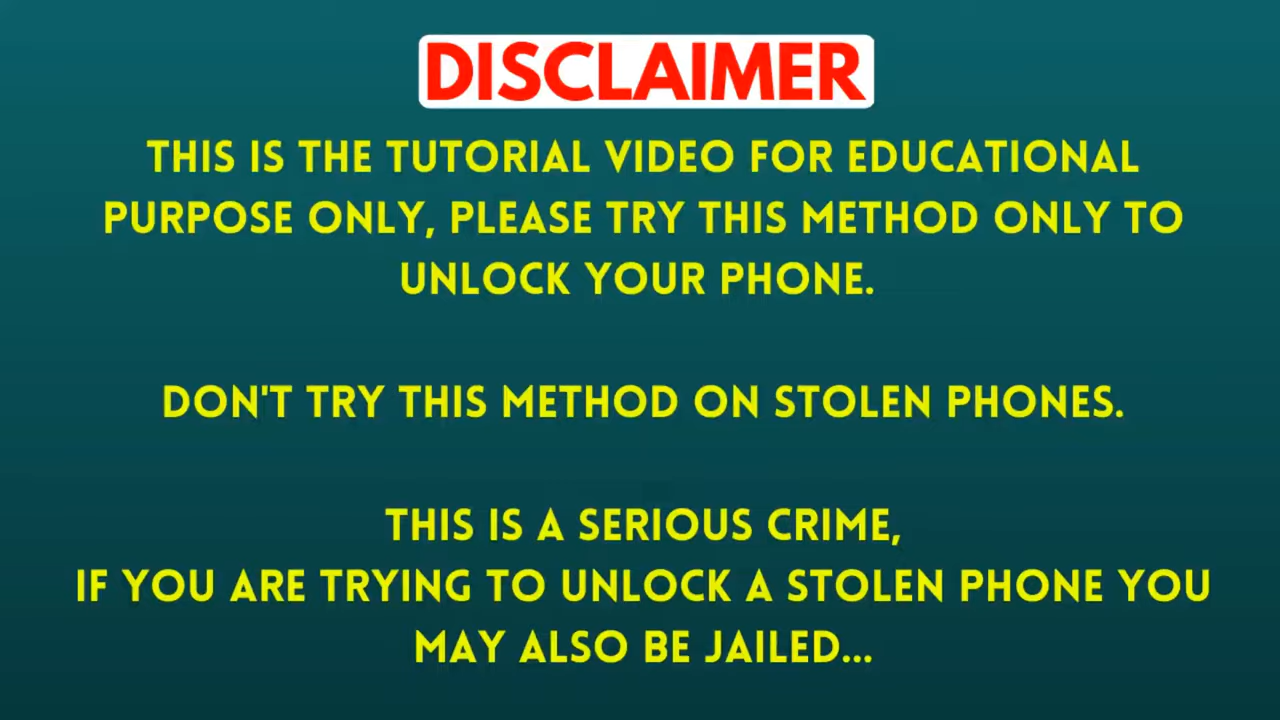 DISCLAIMER
THIS IS THE TUTORIAL VIDEO FOR EDUCATIONAL
PURPOSE ONLY, PLEASE TRY THIS METHOD ONLY TO
UNLOCK YOUR PHONE.
DON'T TRY THIS METHOD ON STOLEN PHONES.
THIS IS A SERIOUS CRIME,
IF YOU ARE TRYING TO UNLOCK A STOLEN PHONE YOU
MAY ALSO BE JAILED...